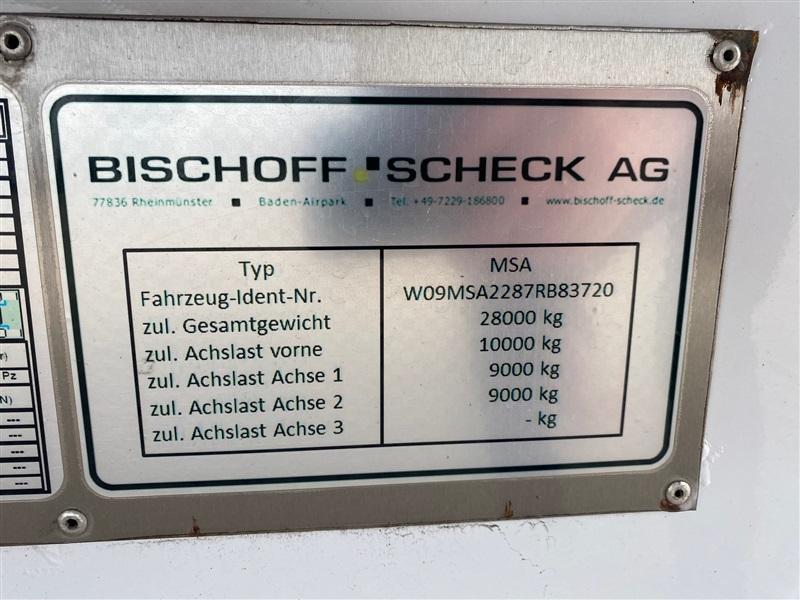 BISCHOFF SCHECK AG
77836 Rheinmünster ■ Baden-Airpark ■ Tel. +49-7229-186800 ■ www.bischoff-scheck.de
Typ MSA
Fahrzeug-Ident-Nr. W09MSA2287RB83720
zul. Gesamtgewicht 28000 kg
zul. Achslast vorne 10000 kg
zul. Achslast Achse 1 9000 kg
zul. Achslast Achse 2 9000 kg
zul. Achslast Achse 3 - kg
r)
Pz
N)
---
---
---
---
---